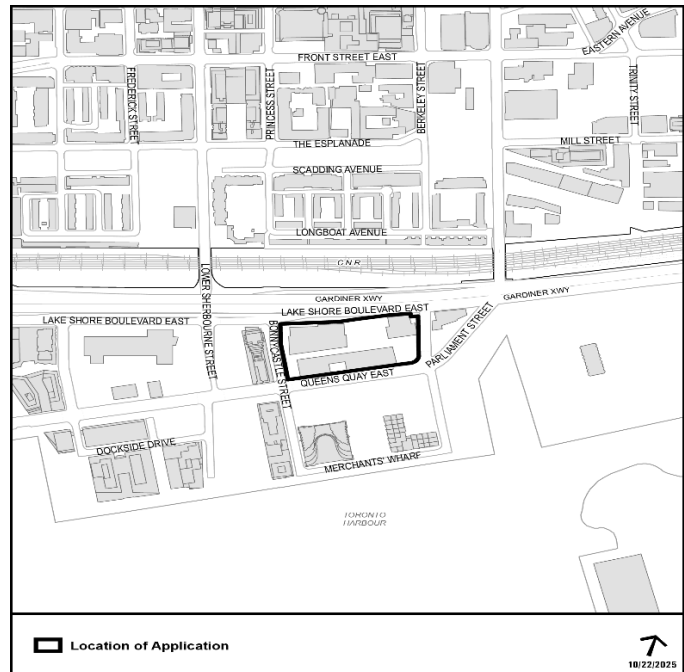 EASTERN AVENUE
FRONT STREET EAST
FREDERICK STREET
PRINCESS STREET
BERKELEY STREET
TRINITY STREET
THE ESPLANADE
MILL STREET
SCADDING AVENUE
LONGBOAT AVENUE
C N R
LOWER SHERBOURNE STREET
GARDINER XWY
GARDINER XWY
LAKE SHORE BOULEVARD EAST
LAKE SHORE BOULEVARD EAST
BONNYCASTLE STREET
PARLIAMENT STREET
QUEENS QUAY EAST
DOCKSIDE DRIVE
MERCHANTS' WHARF
TORONTO
HARBOUR
Location of Application
10/22/2025